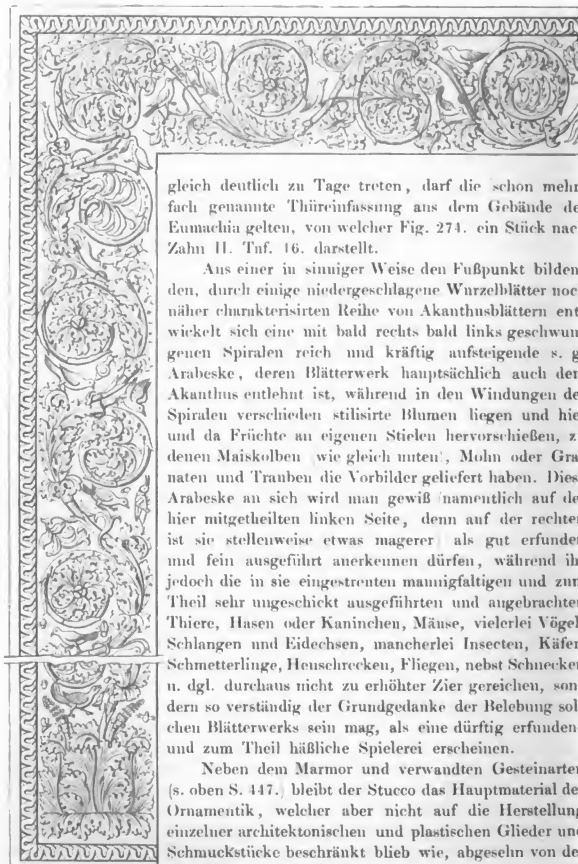 gleich deutlich zu Tage treten, darf die schon mehr
fach genannte Thüreinfassung aus dem Gebäude de
Eumachia gelten, von welcher Fig. 274. ein Stück nac
Zahn II. Taf. 16. darstellt.
Aus einer in sinniger Weise den Fußpunkt bilden
den, durch einige niedergeschlagene Wurzelblätter noc
näher charakterisirten Reihe von Akanthusblättern ent
wickelt sich eine mit bald rechts bald links geschwun
genen Spiralen reich und kräftig aufsteigende s. g
Arabeske, deren Blätterwerk hauptsächlich auch den
Akanthus entlehnt ist, während in den Windungen de
Spiralen verschieden stilisirte Blumen liegen und hie
und da Früchte an eigenen Stielen hervorschießen, z
denen Maiskolben (wie gleich unten), Mohn oder Gra
naten und Trauben die Vorbilder geliefert haben. Dies
Arabeske an sich wird man gewiß (namentlich auf de
hier mitgetheilten linken Seite, denn auf der rechten
ist sie stellenweise etwas magerer) als gut erfunden
und fein ausgeführt anerkennen dürfen, während ih
jedoch die in sie eingestreuten mannigfaltigen und zum
Theil sehr ungeschickt ausgeführten und angebrachten
Thiere, Hasen oder Kaninchen, Mäuse, vielerlei Vögel
Schlangen und Eidechsen, mancherlei Insecten, Käfer
Schmetterlinge, Heuschrecken, Fliegen, nebst Schnecken
u. dgl. durchaus nicht zu erhöhter Zier gereichen, son
dern so verständig der Grundgedanke der Belebung sol
chen Blätterwerks sein mag, als eine dürftig erfunden
und zum Theil häßliche Spielerei erscheinen.
Neben dem Marmor und verwandten Gesteinarten
(s. oben S. 447.) bleibt der Stucco das Hauptmaterial de
Ornamentik, welcher aber nicht auf die Herstellung
einzelner architektonischen und plastischen Glieder und
Schmuckstücke beschränkt blieb wie, abgesehn von de